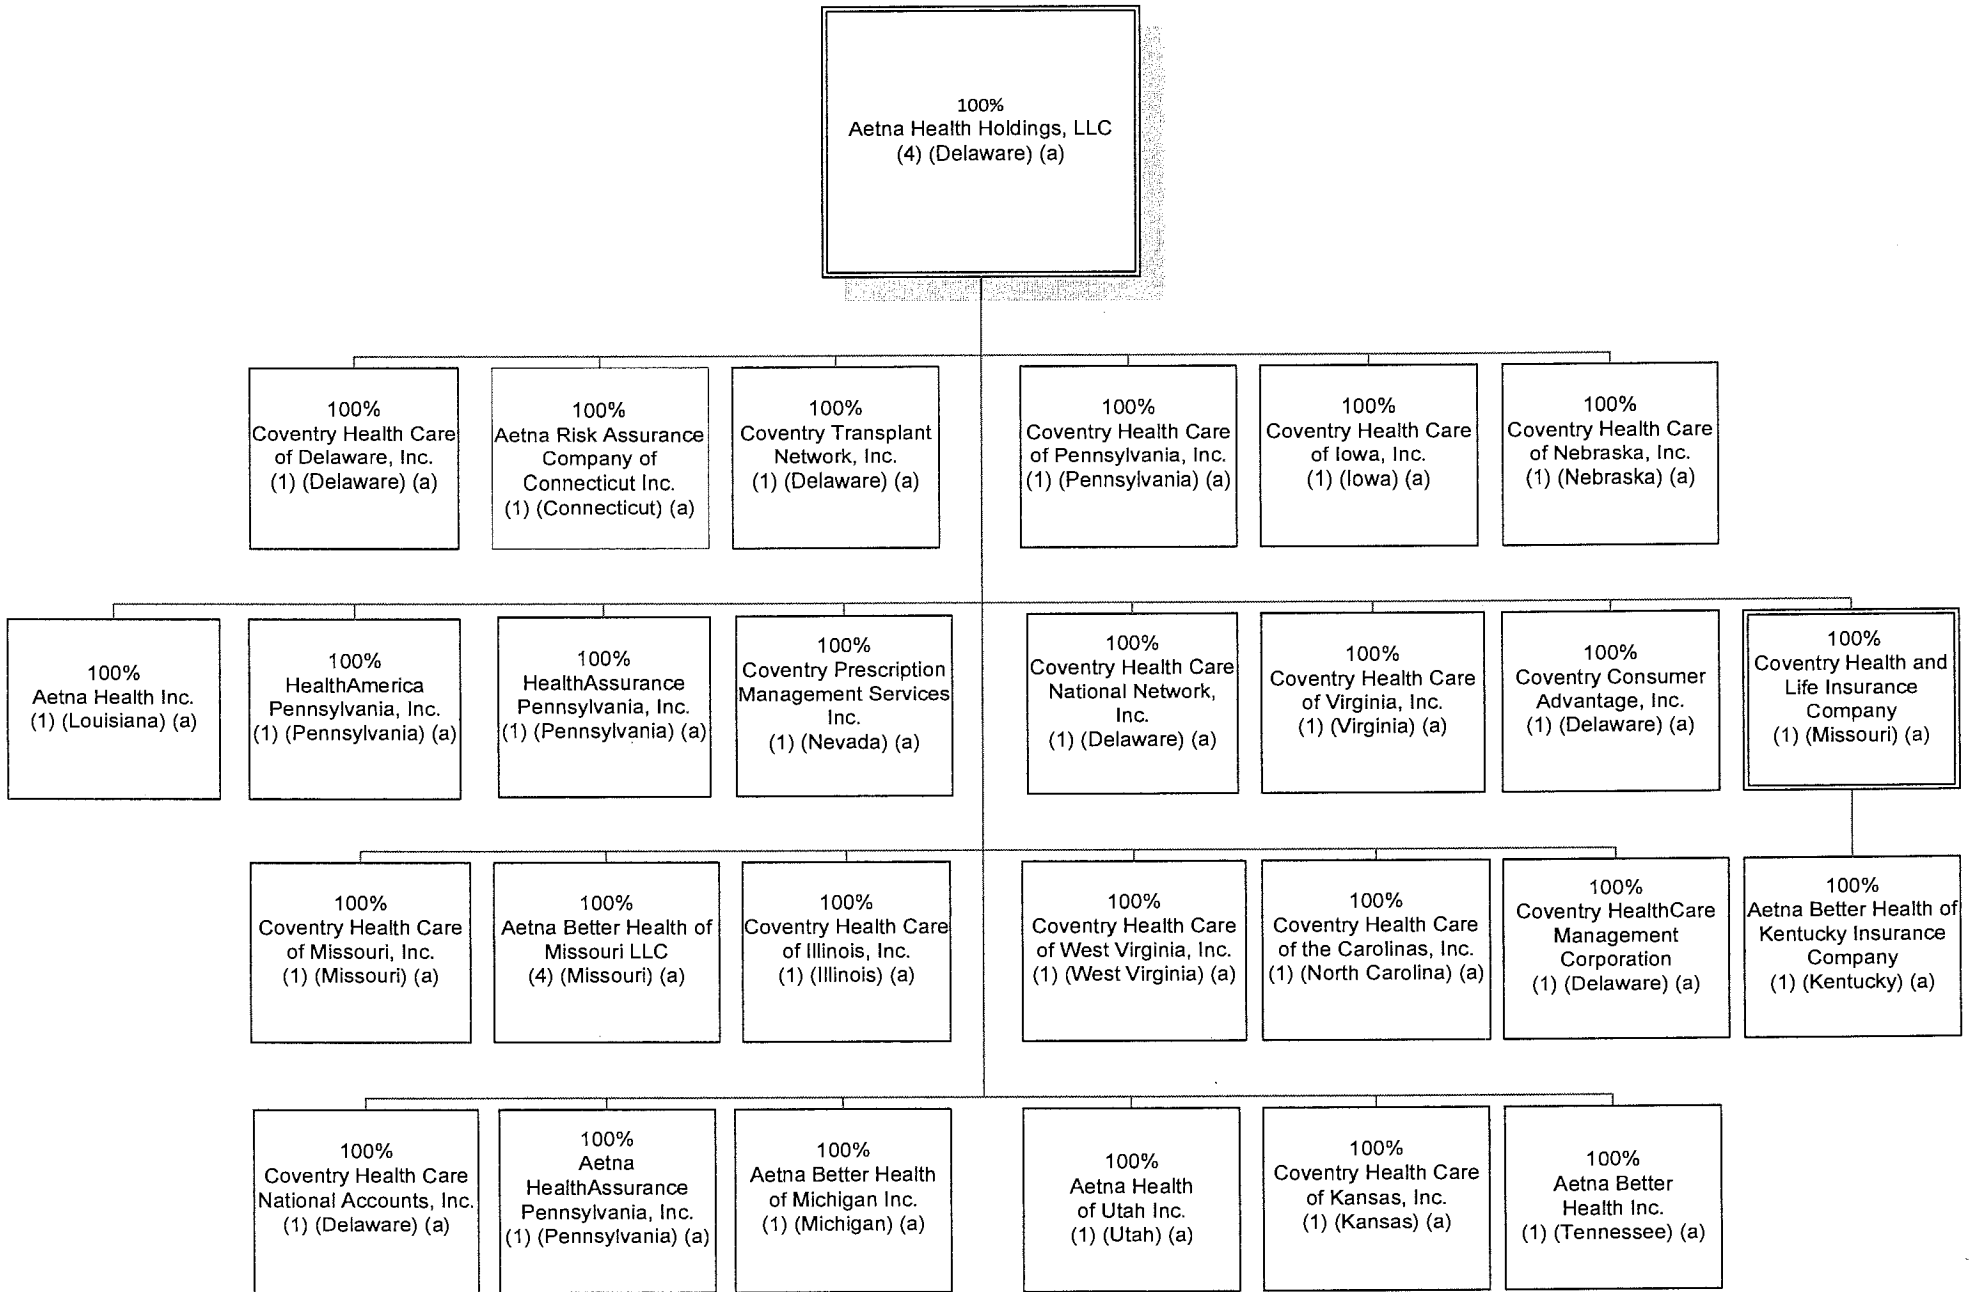 100%
Aetna Health Holdings, LLC
(4) (Delaware) (a)
100%
Coventry Health Care
of Delaware, Inc.
(1) (Delaware) (a)
100%
Aetna Risk Assurance
Company of
Connecticut Inc.
(1) (Connecticut) (a)
100%
Coventry Transplant
Network, Inc.
(1) (Delaware) (a)
100%
Coventry Health Care
of Pennsylvania, Inc.
(1) (Pennsylvania) (a)
100%
Coventry Health Care
of Iowa, Inc.
(1) (Iowa) (a)
100%
Coventry Health Care
of Nebraska, Inc.
(1) (Nebraska) (a)
100%
Aetna Health Inc.
(1) (Louisiana) (a)
100%
HealthAmerica
Pennsylvania, Inc.
(1) (Pennsylvania) (a)
100%
HealthAssurance
Pennsylvania, Inc.
(1) (Pennsylvania) (a)
100%
Coventry Prescription
Management Services
Inc.
(1) (Nevada) (a)
100%
Coventry Health Care
National Network,
Inc.
(1) (Delaware) (a)
100%
Coventry Health Care
of Virginia, Inc.
(1) (Virginia) (a)
100%
Coventry Consumer
Advantage, Inc.
(1) (Delaware) (a)
100%
Coventry Health and
Life Insurance
Company
(1) (Missouri) (a)
100%
Coventry Health Care
of Missouri, Inc.
(1) (Missouri) (a)
100%
Aetna Better Health of
Missouri LLC
(4) (Missouri) (a)
100%
Coventry Health Care
of Illinois, Inc.
(1) (Illinois) (a)
100%
Coventry Health Care
of West Virginia, Inc.
(1) (West Virginia) (a)
100%
Coventry Health Care
of the Carolinas, Inc.
(1) (North Carolina) (a)
100%
Coventry HealthCare
Management
Corporation
(1) (Delaware) (a)
100%
Aetna Better Health of
Kentucky Insurance
Company
(1) (Kentucky) (a)
100%
Coventry Health Care
National Accounts, Inc.
(1) (Delaware) (a)
100%
Aetna
HealthAssurance
Pennsylvania, Inc.
(1) (Pennsylvania) (a)
100%
Aetna Better Health
of Michigan Inc.
(1) (Michigan) (a)
100%
Aetna Health
of Utah Inc.
(1) (Utah) (a)
100%
Coventry Health Care
of Kansas, Inc.
(1) (Kansas) (a)
100%
Aetna Better
Health Inc.
(1) (Tennessee) (a)